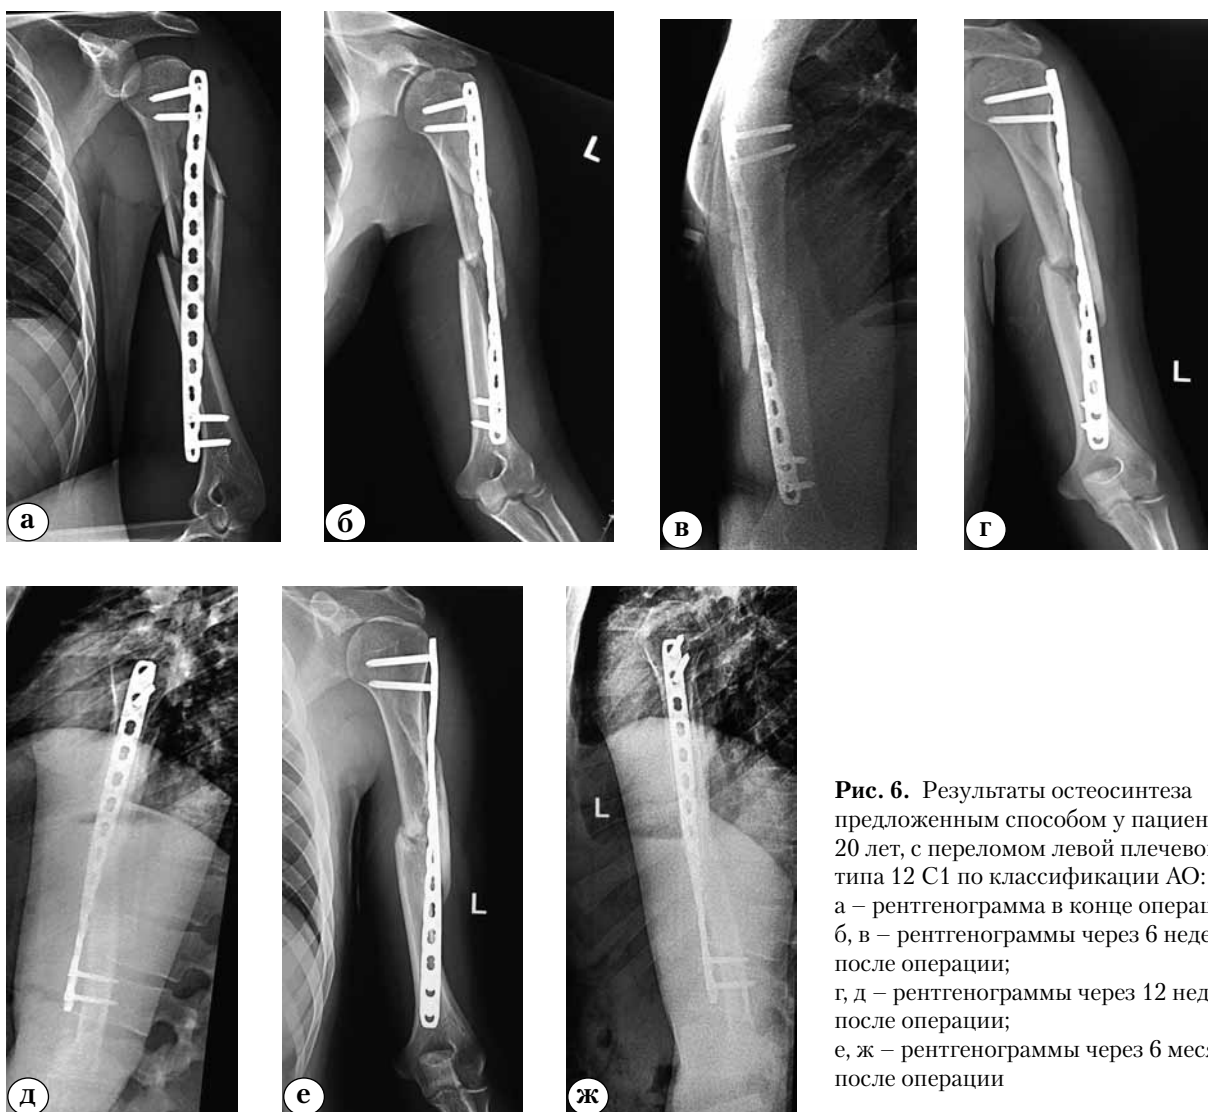 L
L
а
б
в
г
L
L
д
е
ж
Рис. 6. Результаты остеосинтеза
предложенным способом у пациен
20 лет, с переломом левой плечево
типа 12 С1 по классификации АО:
а – рентгенограмма в конце операц
б, в – рентгенограммы через 6 неде
после операции;
г, д – рентгенограммы через 12 нед
после операции;
е, ж – рентгенограммы через 6 меся
после операции